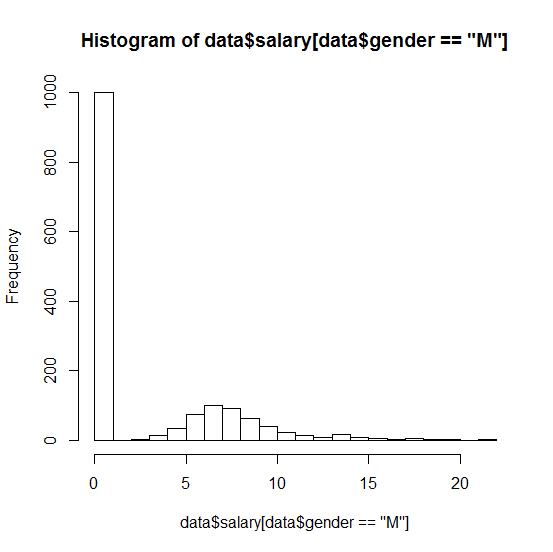 Histogram of data$salary[data$gender == "M"]
Frequency
1000
800
600
400
200
0
0 5 10 15 20
data$salary[data$gender == "M"]